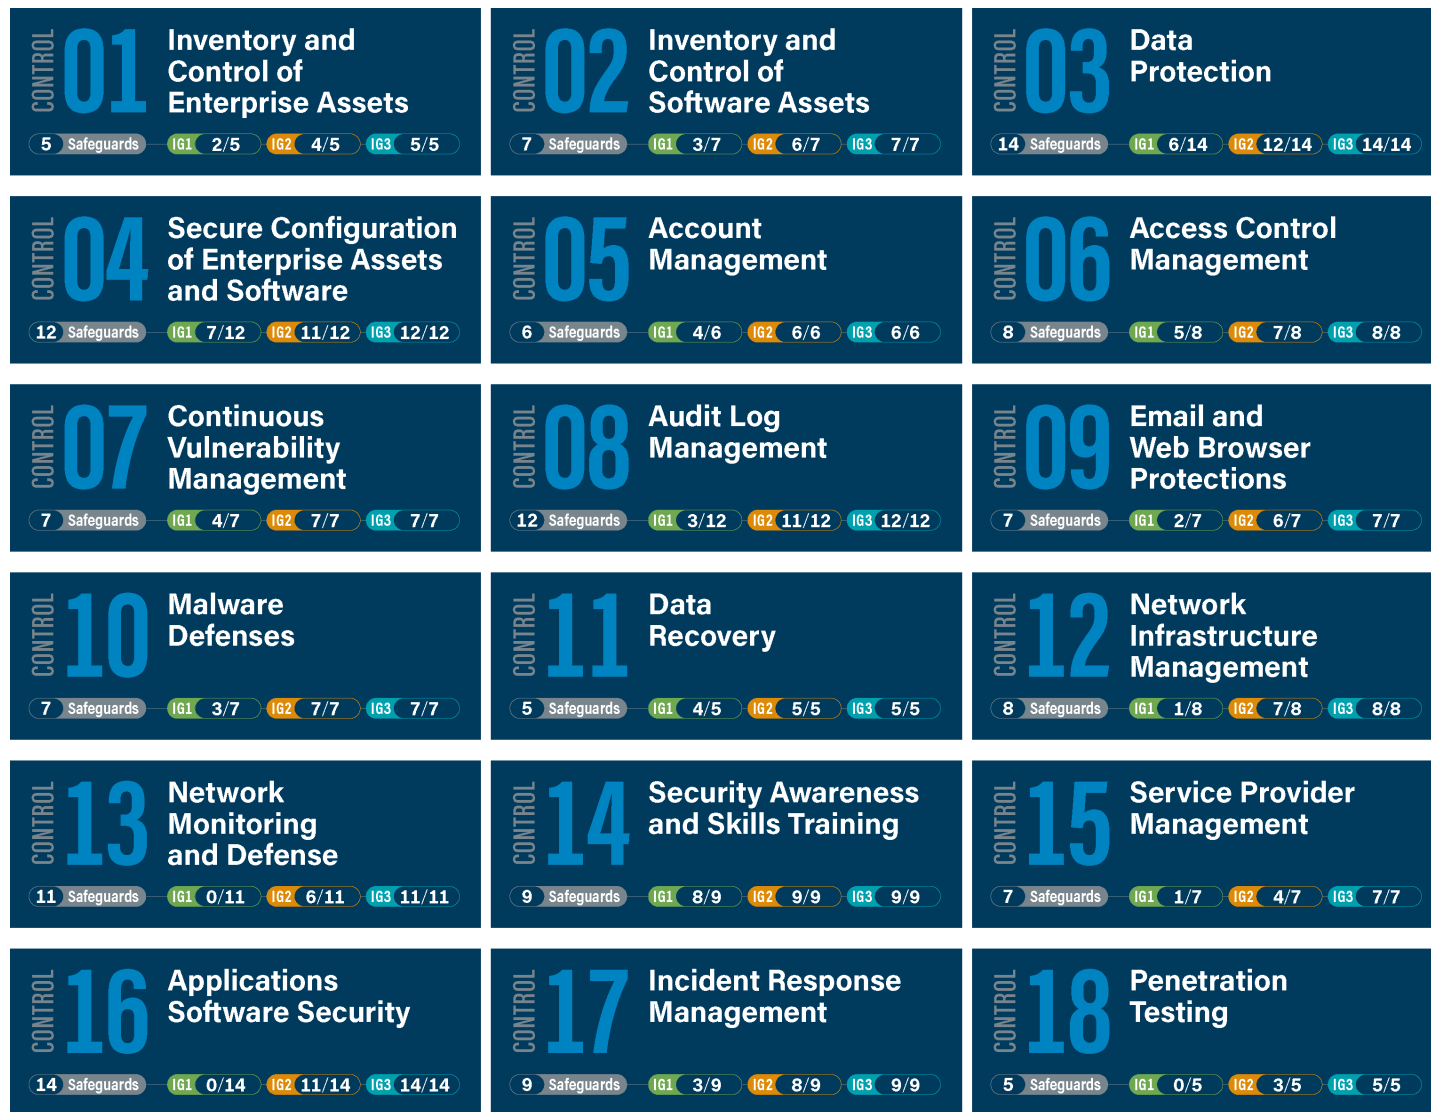 CONTROL
01
Inventory and
Control of
Enterprise Assets
5 Safeguards IG1 2/5 IG2 4/5 IG3 5/5
CONTROL
02
Inventory and
Control of
Software Assets
7 Safeguards IG1 3/7 IG2 6/7 IG3 7/7
CONTROL
03
Data
Protection
14 Safeguards IG1 6/14 IG2 12/14 IG3 14/14
CONTROL
04
Secure Configuration
of Enterprise Assets
and Software
12 Safeguards IG1 7/12 IG2 11/12 IG3 12/12
CONTROL
05
Account
Management
6 Safeguards IG1 4/6 IG2 6/6 IG3 6/6
CONTROL
06
Access Control
Management
8 Safeguards IG1 5/8 IG2 7/8 IG3 8/8
CONTROL
07
Continuous
Vulnerability
Management
7 Safeguards IG1 4/7 IG2 7/7 IG3 7/7
CONTROL
08
Audit Log
Management
12 Safeguards IG1 3/12 IG2 11/12 IG3 12/12
CONTROL
09
Email and
Web Browser
Protections
7 Safeguards IG1 2/7 IG2 6/7 IG3 7/7
CONTROL
10
Malware
Defenses
7 Safeguards IG1 3/7 IG2 7/7 IG3 7/7
CONTROL
11
Data
Recovery
5 Safeguards IG1 4/5 IG2 5/5 IG3 5/5
CONTROL
12
Network
Infrastructure
Management
8 Safeguards IG1 1/8 IG2 7/8 IG3 8/8
CONTROL
13
Network
Monitoring
and Defense
11 Safeguards IG1 0/11 IG2 6/11 IG3 11/11
CONTROL
14
Security Awareness
and Skills Training
9 Safeguards IG1 8/9 IG2 9/9 IG3 9/9
CONTROL
15
Service Provider
Management
7 Safeguards IG1 1/7 IG2 4/7 IG3 7/7
CONTROL
16
Applications
Software Security
14 Safeguards IG1 0/14 IG2 11/14 IG3 14/14
CONTROL
17
Incident Response
Management
9 Safeguards IG1 3/9 IG2 8/9 IG3 9/9
CONTROL
18
Penetration
Testing
5 Safeguards IG1 0/5 IG2 3/5 IG3 5/5